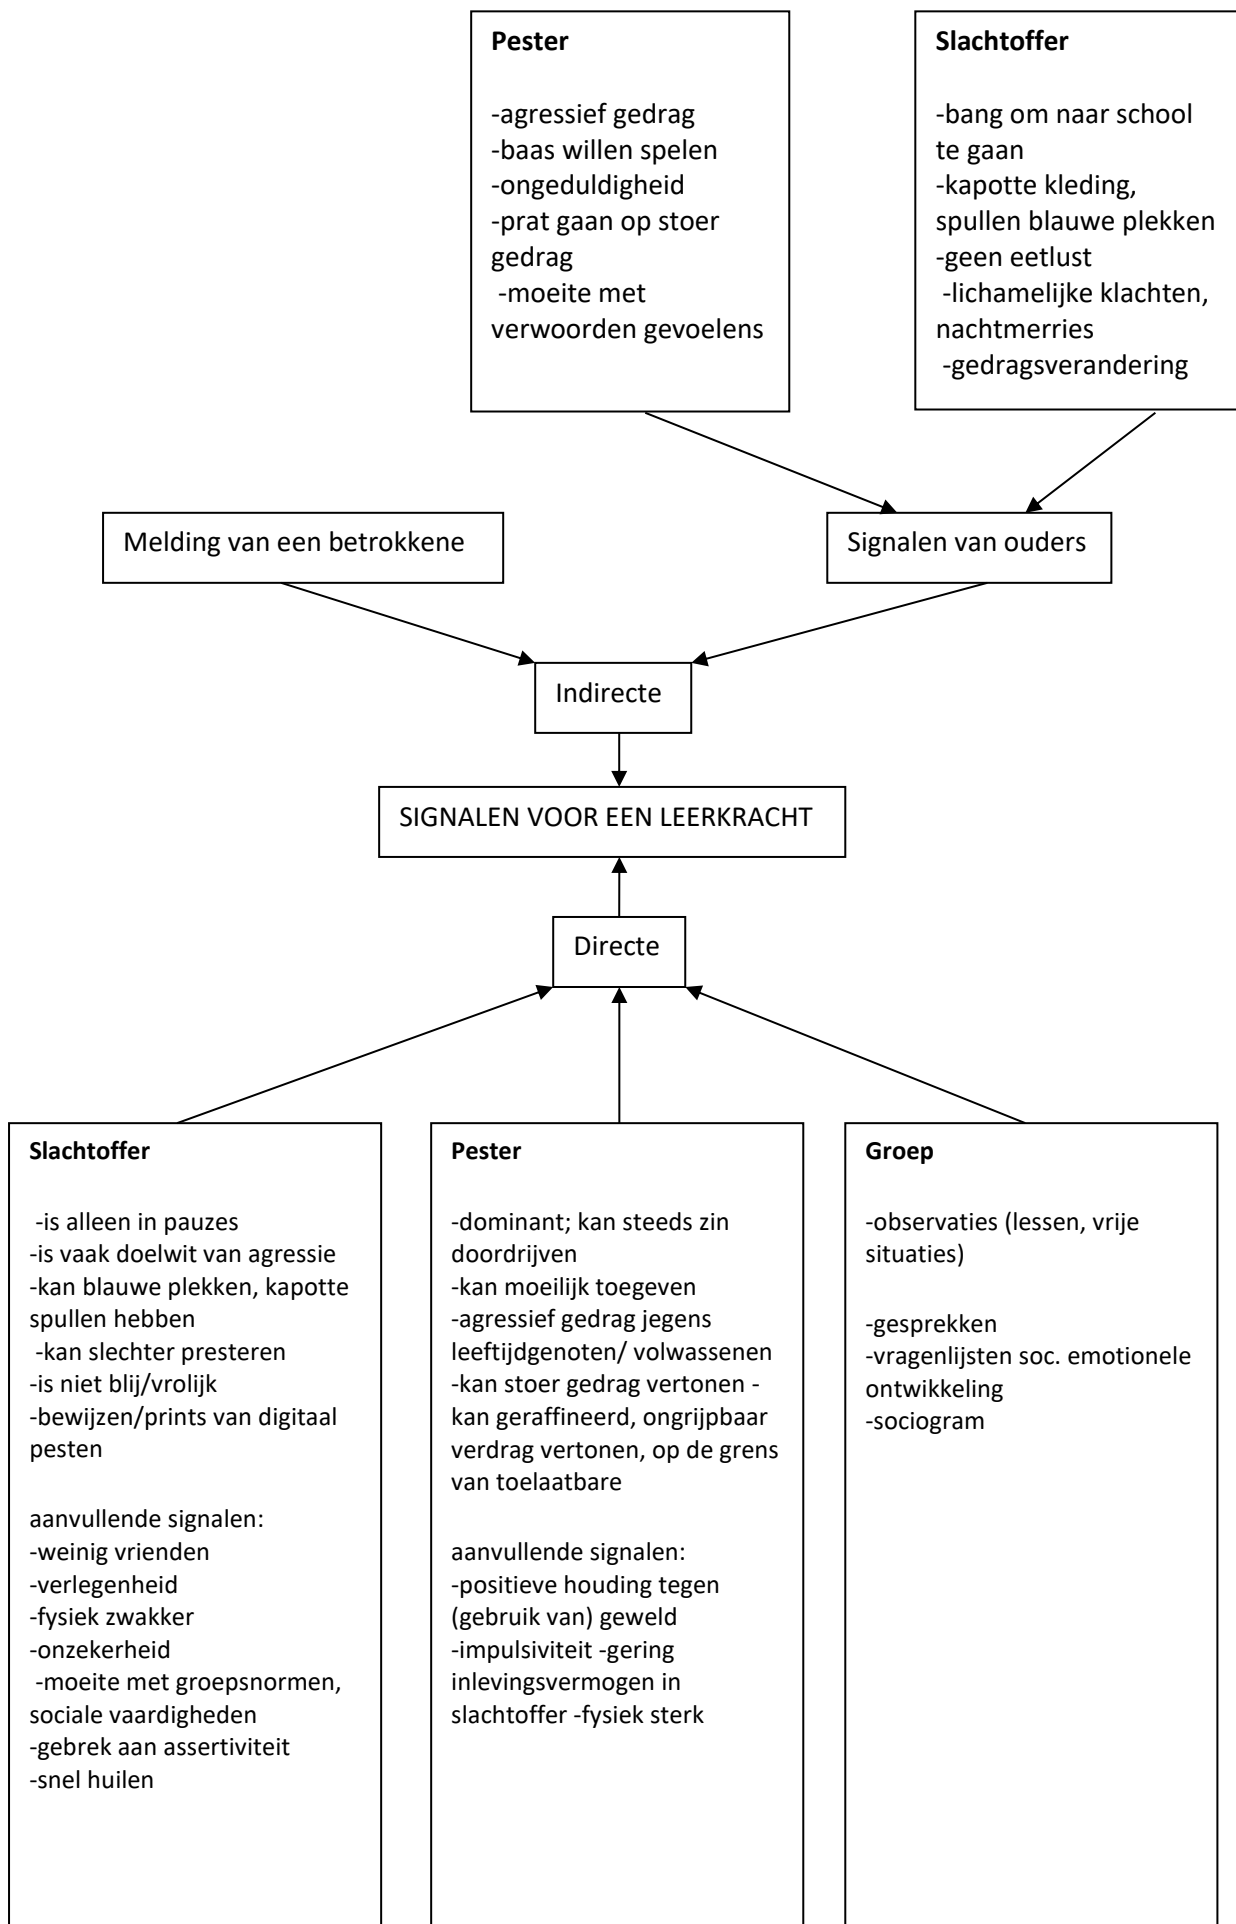 Pester
-agressief gedrag
-baas willen spelen
-ongeduldigheid
-prat gaan op stoer
gedrag
-moeite met
verwoorden gevoelens
Slachtoffer
-bang om naar school
te gaan
-kapotte kleding,
spullen blauwe plekken
-geen eetlust
-lichamelijke klachten,
nachtmerries
-gedragsverandering
Melding van een betrokkene
Signalen van ouders
Indirecte
SIGNALEN VOOR EEN LEERKRACHT
Directe
Slachtoffer
-is alleen in pauzes
-is vaak doelwit van agressie
-kan blauwe plekken, kapotte
spullen hebben
-kan slechter presteren
-is niet blij/vrolijk
-bewijzen/prints van digitaal
pesten
aanvullende signalen:
-weinig vrienden
-verlegenheid
-fysiek zwakker
-onzekerheid
-moeite met groepsnormen,
sociale vaardigheden
-gebrek aan assertiviteit
-snel huilen
Pester
-dominant; kan steeds zin
doordrijven
-kan moeilijk toegeven
-agressief gedrag jegens
leeftijdgenoten/ volwassenen
-kan stoer gedrag vertonen -
kan geraffineerd, ongrijpbaar
verdrag vertonen, op de grens
van toelaatbare
aanvullende signalen:
-positieve houding tegen
(gebruik van) geweld
-impulsiviteit -gering
inlevingsvermogen in
slachtoffer -fysiek sterk
Groep
-observaties (lessen, vrije
situaties)
-gesprekken
-vragenlijsten soc. emotionele
ontwikkeling
-sociogram